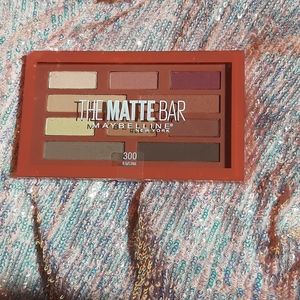 THE MATTE BAR
MAYBELLINE®
NEW YORK
300